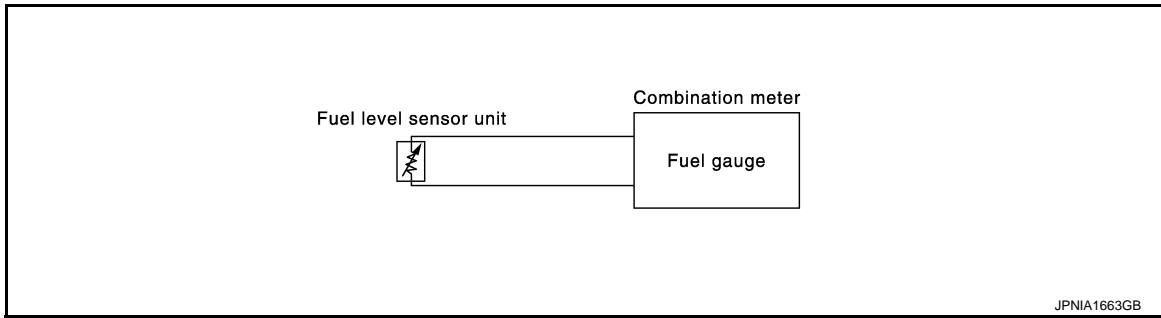 Combination meter
Fuel level sensor unit
Fuel gauge
JPNIA1663GB